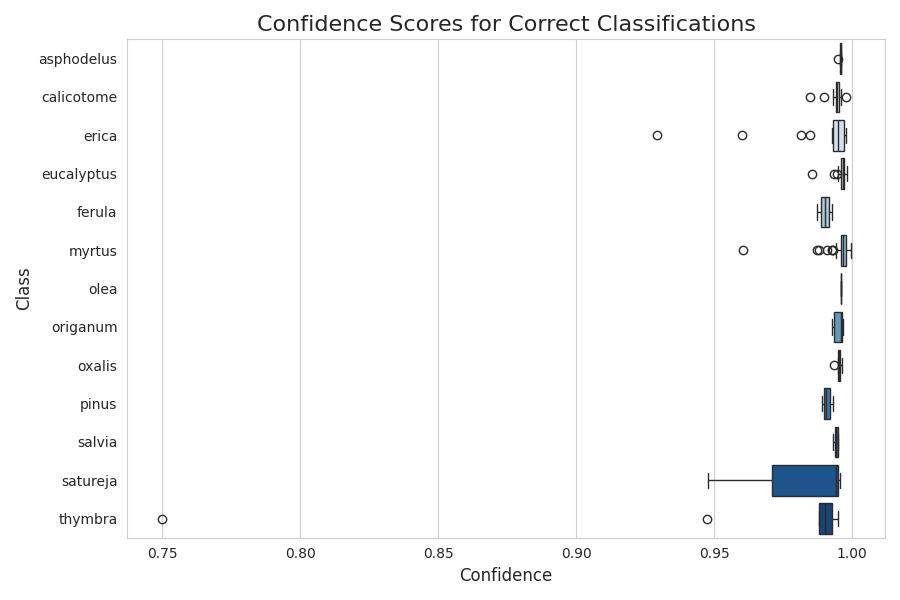 Confidence Scores for Correct Classifications
Class
asphodelus
calicotome
erica
eucalyptus
ferula
myrtus
olea
origanum
oxalis
pinus
salvia
satureja
thymbra
0.75 0.80 0.85 0.90 0.95 1.00
Confidence